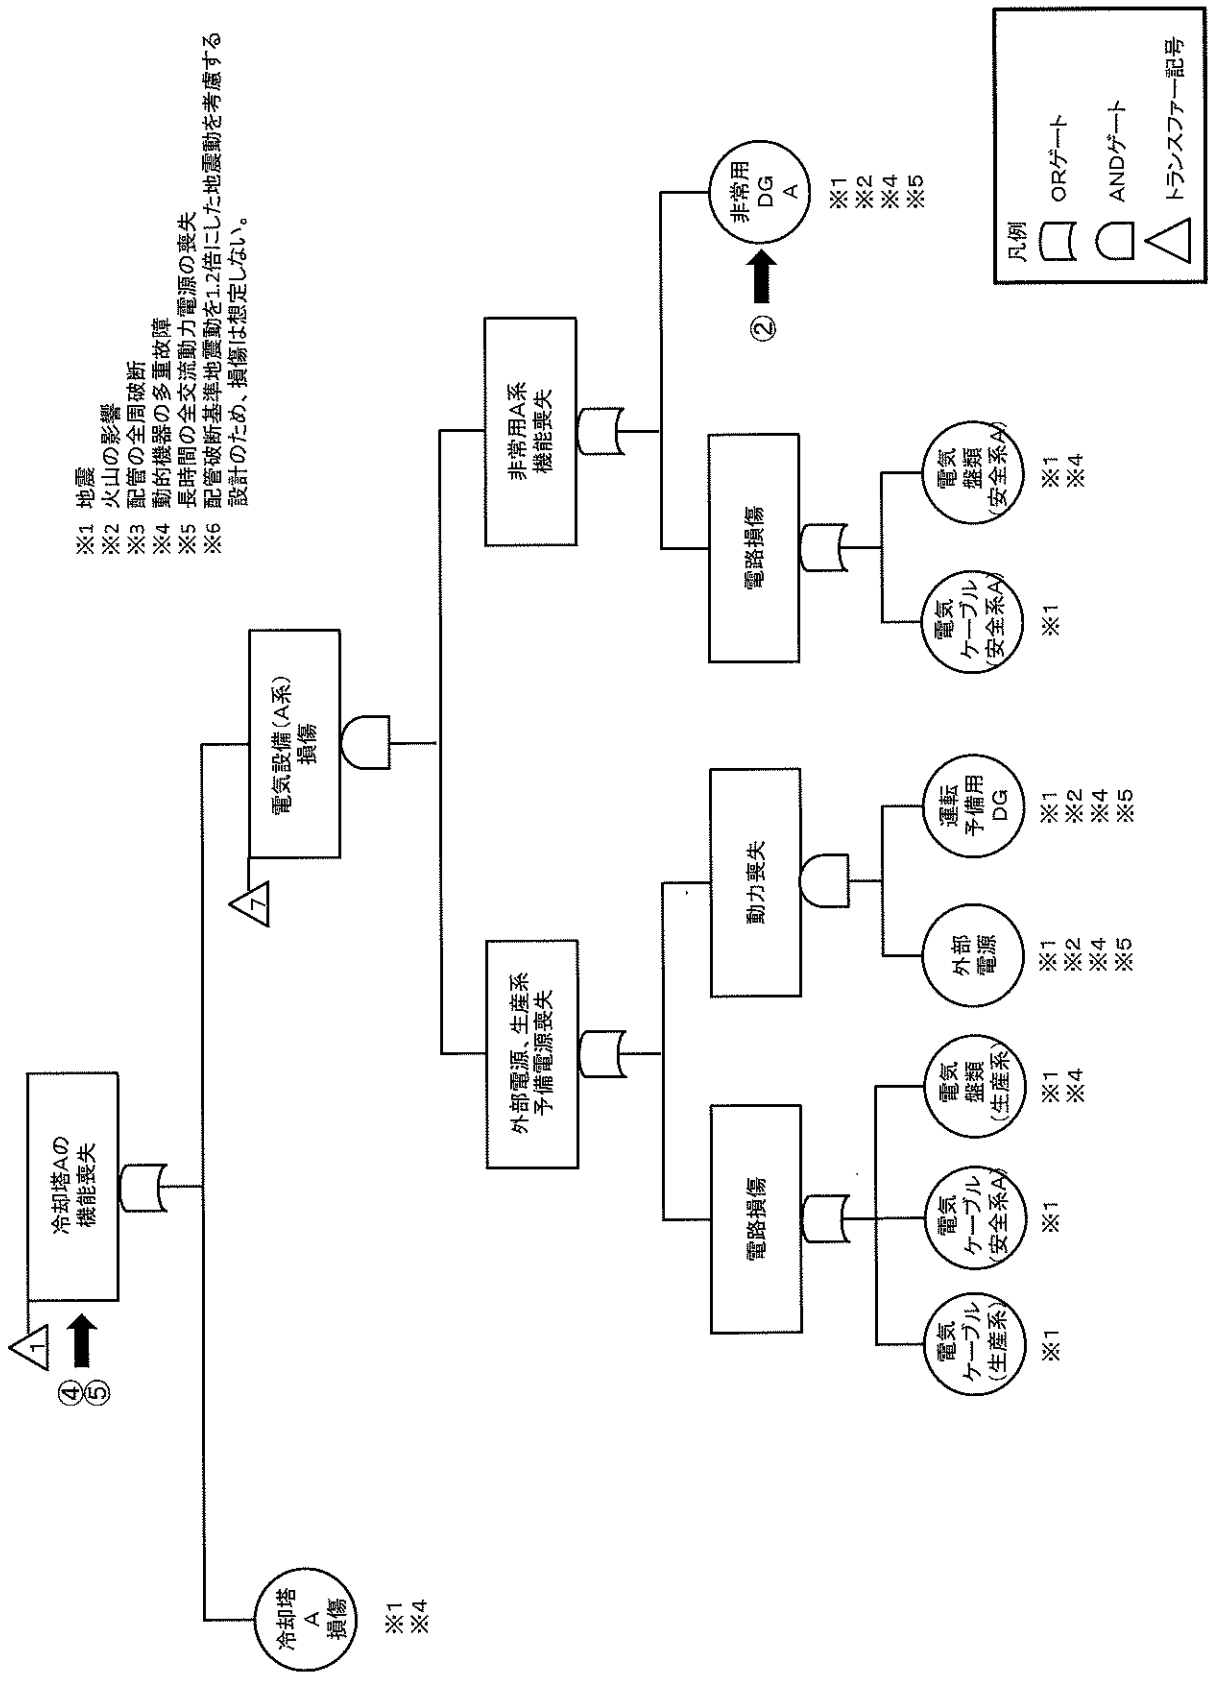 1
④
⑤
冷却塔Aの
機能喪失
※1 地震
※2 火山の影響
※3 配管の全周破断
※4 動的機器の多重故障
※5 長時間の全交流動力電源の喪失
※6 配管破断基準地震動を1.2倍にした地震動を考慮する
設計のため、損傷は想定しない。
冷却塔
A
損傷
※1
※4
7
電気設備(A系)
損傷
外部電源、生産系
予備電源喪失
非常用A系
機能喪失
電路損傷
動力喪失
電路損傷
②
非常用
DG
A
※1
※2
※4
※5
電気
ケーブル
(生産系)
※1
電気
ケーブル
(安全系A)
※1
電気
盤類
(生産系)
※1
※4
外部
電源
※1
※2
※4
※5
運転
予備用
DG
※1
※2
※4
※5
電気
ケーブル
(安全系A)
※1
電気
盤類
(安全系A)
※1
※4
凡例
ORゲート
ANDゲート
トランスファー記号